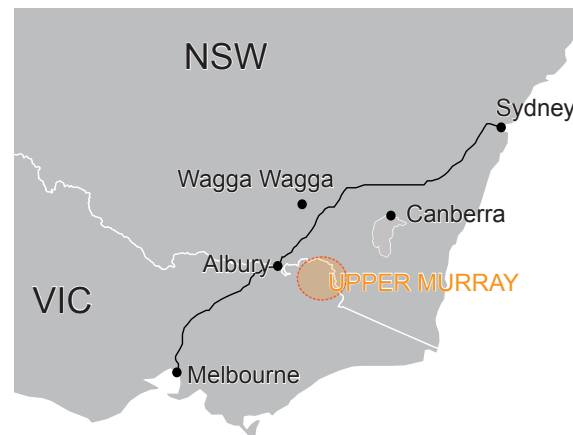 NSW
Sydney
Wagga Wagga
Canberra
Albury
UPPER MURRAY
VIC
Melbourne